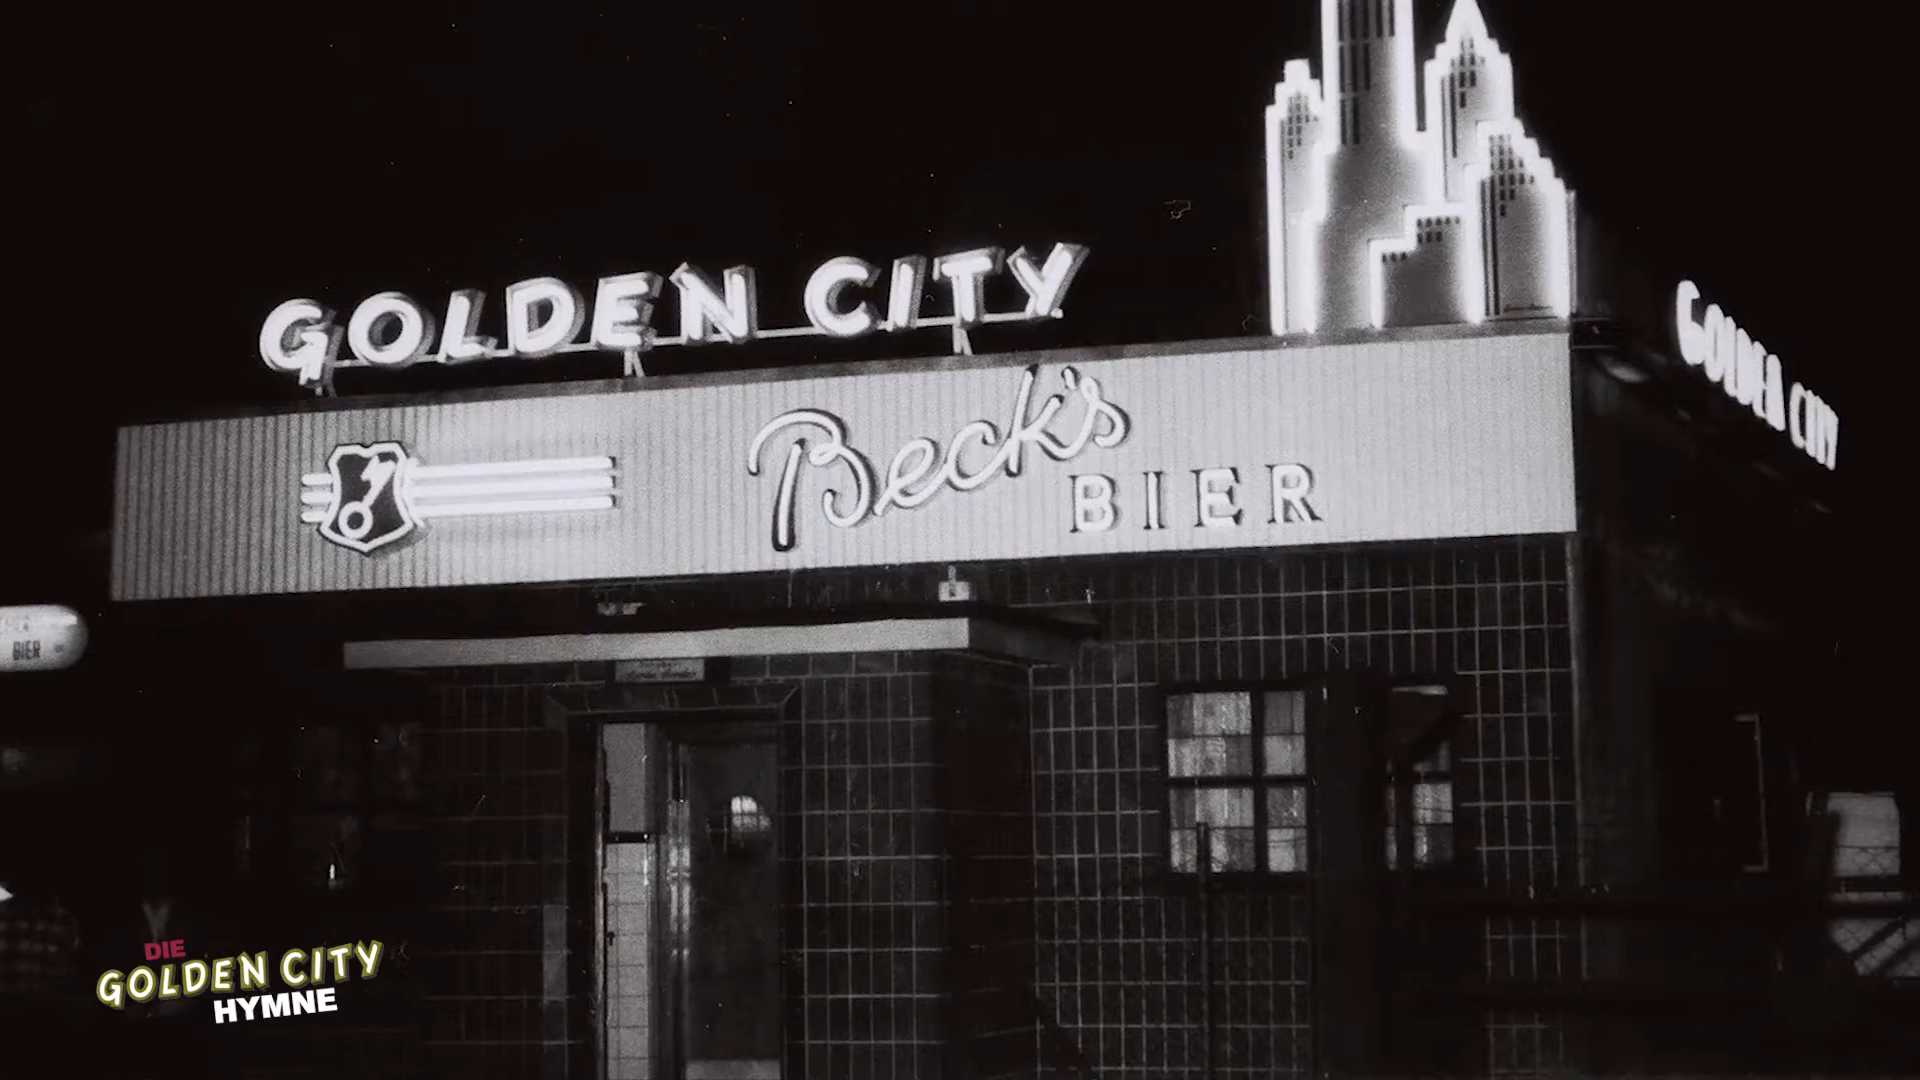 GOLDEN CITY
GOLDEN CITY
Beck's
BIER
BIER
DIE
GOLDEN CITY
HYMNE